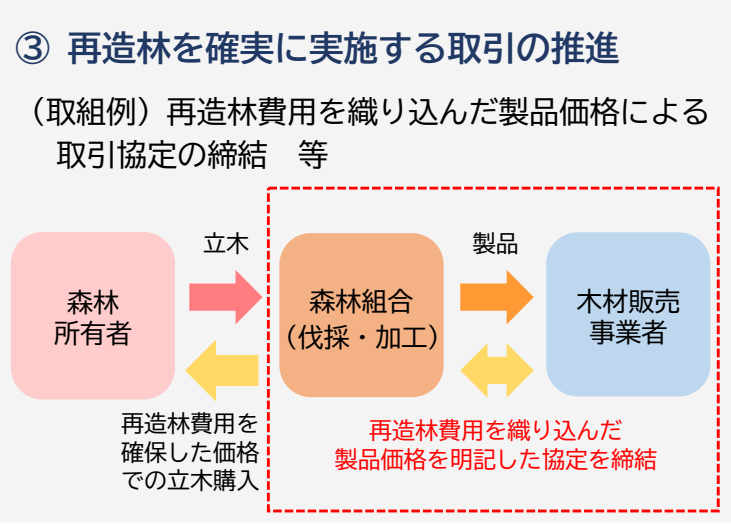 ③ 再造林を確実に実施する取引の推進
（取組例）再造林費用を織り込んだ製品価格による
取引協定の締結　等
立木
製品
森林
所有者
森林組合
（伐採・加工）
木材販売
事業者
再造林費用を
確保した価格
での立木購入
再造林費用を織り込んだ
製品価格を明記した協定を締結